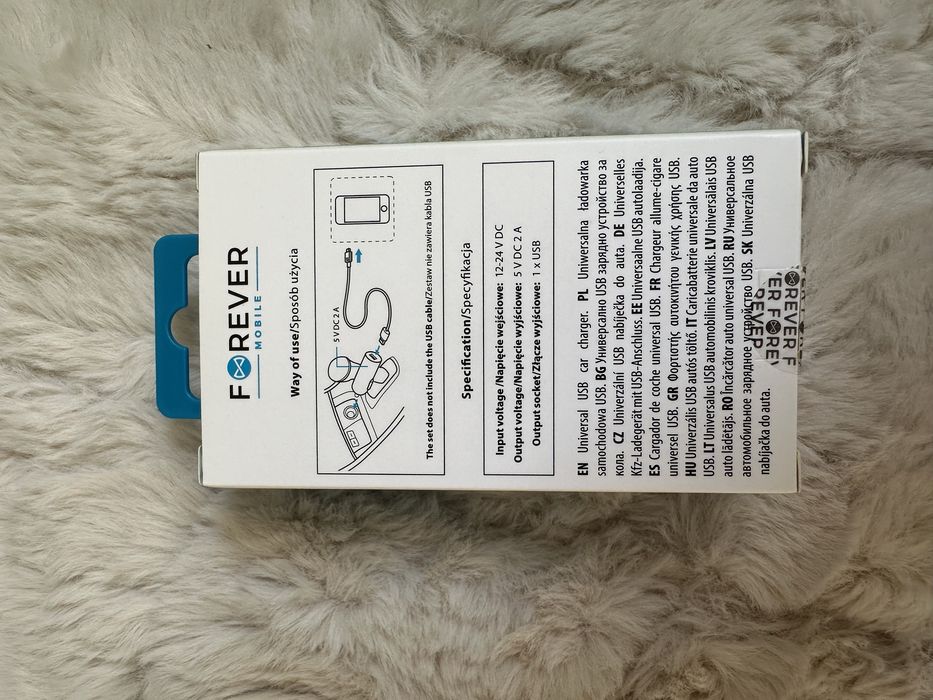 FOREVER
MOBILE
Way of use/Sposób użycia
5 V DC 2 A
The set does not include the USB cable/Zestaw nie zawiera kabla USB
Specification/Specyfikacja
Input voltage /Napięcie wejściowe: 12-24 V DC
Output voltage/Napięcie wyjściowe: 5 V DC 2 A
Output socket/Złącze wyjściowe: 1 x USB
EN Universal USB car charger. PL Uniwersalna ładowarka
samochodowa USB. BG Универсално USB зарядно устройство за
кола. CZ Univerzální USB nabíječka do auta. DE Universelles
Kfz-Ladegerät mit USB-Anschluss. EE Universaalne USB autolaadija.
ES Cargador de coche universal USB. FR Chargeur allume-cigare
universel USB. GR Φορτιστής αυτοκινήτου γενικής χρήσης USB.
HU Univerzális USB autós töltő. IT Caricabatterie universale da auto
USB. LT Universalus USB automobilinis kroviklis. LV Universālais USB
auto lādētājs. RO Încărcător auto universal USB. RU Универсальное
автомобильное зарядное устройство USB. SK Univerzálna USB
nabíjačka do auta.
OREVER F
ER FOREV
REVER